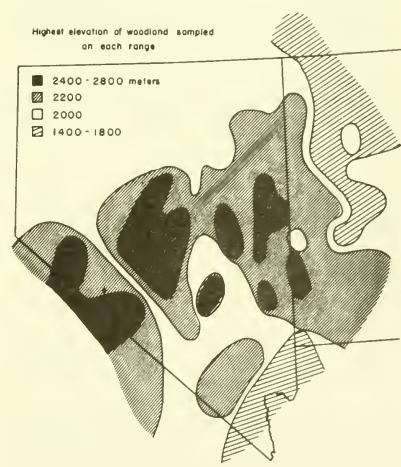 Highest elevation of woodland sampled
on each range
2400-2800 meters
2200
2000
1400-1800